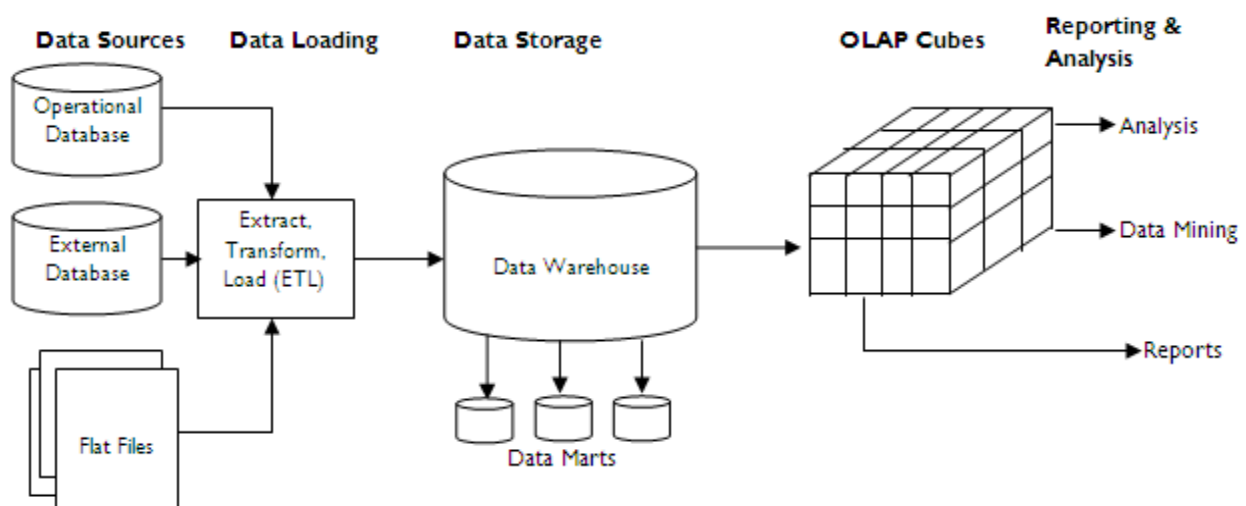 Data Sources
Data Loading
Data Storage
OLAP Cubes
Reporting &
Analysis
Operational
Database
External
Database
Flat Files
Extract,
Transform,
Load (ETL)
Data Warehouse
Data Marts
Analysis
Data Mining
Reports